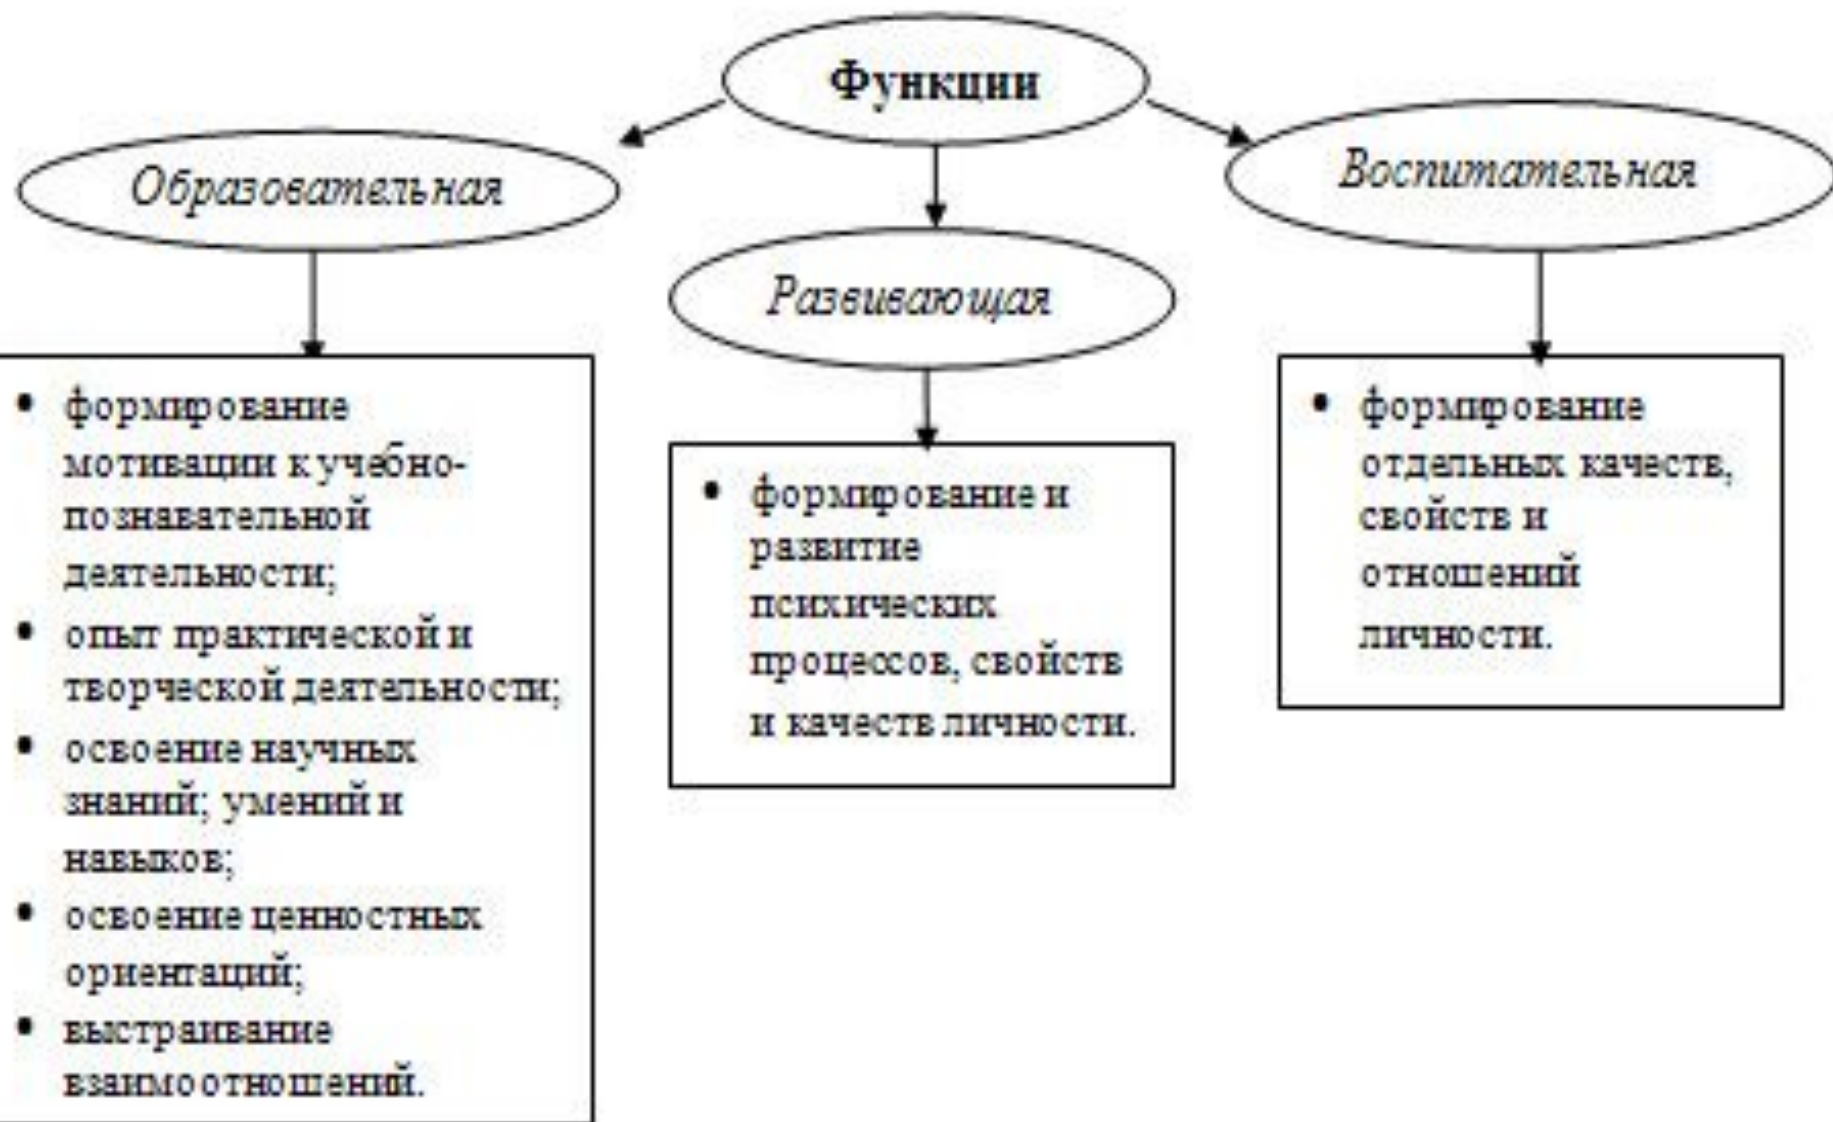 Функции
Образовательная
Развивающая
Воспитательная
• формирование
мотивации к учебно-
познавательной
деятельности;
• опыт практической и
творческой деятельности;
• освоение научных
знаний; умений и
навыков;
• освоение ценностных
ориентаций;
• выстраивание
взаимоотношений.
• формирование и
развитие
психических
процессов, свойств
и качеств личности.
• формирование
отдельных качеств,
свойств и
отношений
личности.